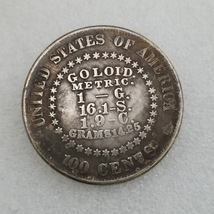 UNITED STATES OF AMERICA
GOLOID.
METRIC.
1 — G.
16.1 - S.
1.9 - C.
GRAMS 14.25
100 CENTS.